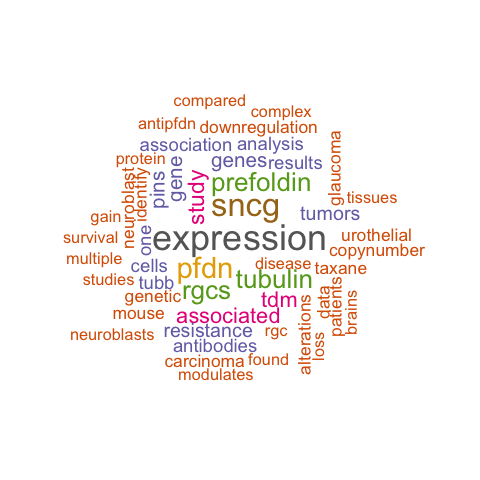 compared
complex
antipfdn
downregulation
association
analysis
protein
genes
results
glaucoma
neuroblast
identify
pins
gene
study
prefoldin
tissues
sncg
tumors
gain
one
expression
urothelial
survival
copynumber
multiple
cells
pfdn
disease
taxane
studies
tubb
rgcs
tubulin
genetic
tdm
data
patients
brains
mouse
associated
alterations
loss
neuroblasts
resistance
rgc
antibodies
carcinoma
found
modulates